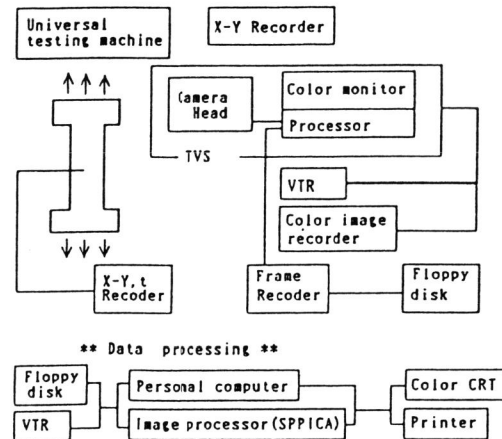 Universal
testing machine
X-Y Recorder
Camera
Head
Color monitor
Processor
TVS
VTR
Color image
recorder
X-Y,t
Recoder
Frame
Recoder
Floppy
disk
** Data processing **
Floppy
disk
VTR
Personal computer
Image processor(SPPICA)
Color CRT
Printer